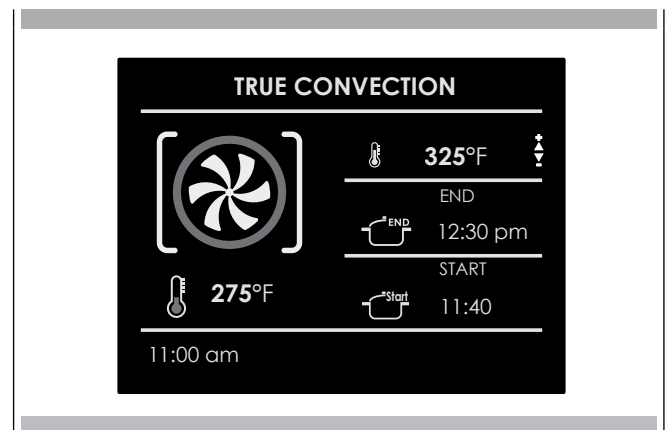 TRUE CONVECTION
325°F
END
END
12:30 pm
START
Start
11:40
275°F
11:00 am